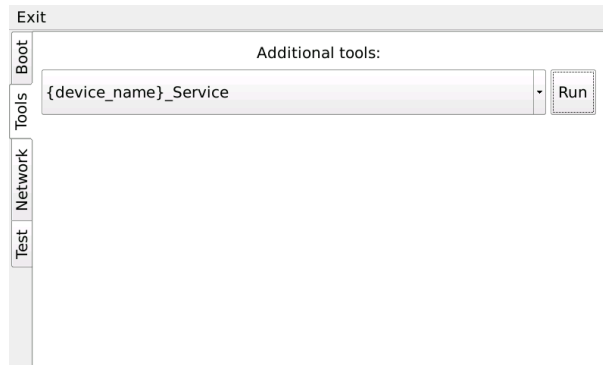 Exit
Boot
Tools
Network
Test
Additional tools:
{device_name}_Service
Run